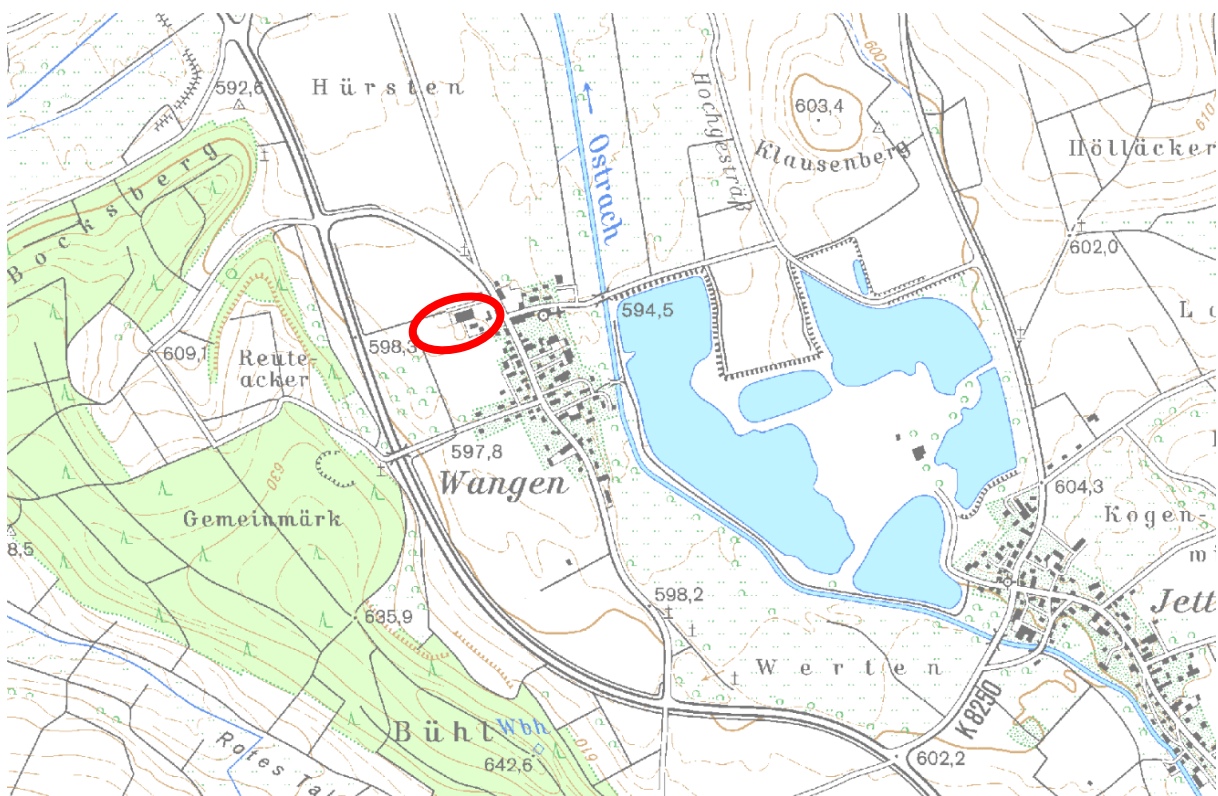 592,6
Hürsten
600
603,4
610
Ostrach
Hochglesträß
Klausenberg
Höłläcker
Bocksberg
602,0
594,5
598,3
609,1
Reute-
acker
597,8
Wangen
630
604,3
Gemeinmärk
Kogen-
8,5
598,2
635,9
Jett
Werten
K 8250
Bühl
Wbh
610
642,6
602,2
Rotes Tal